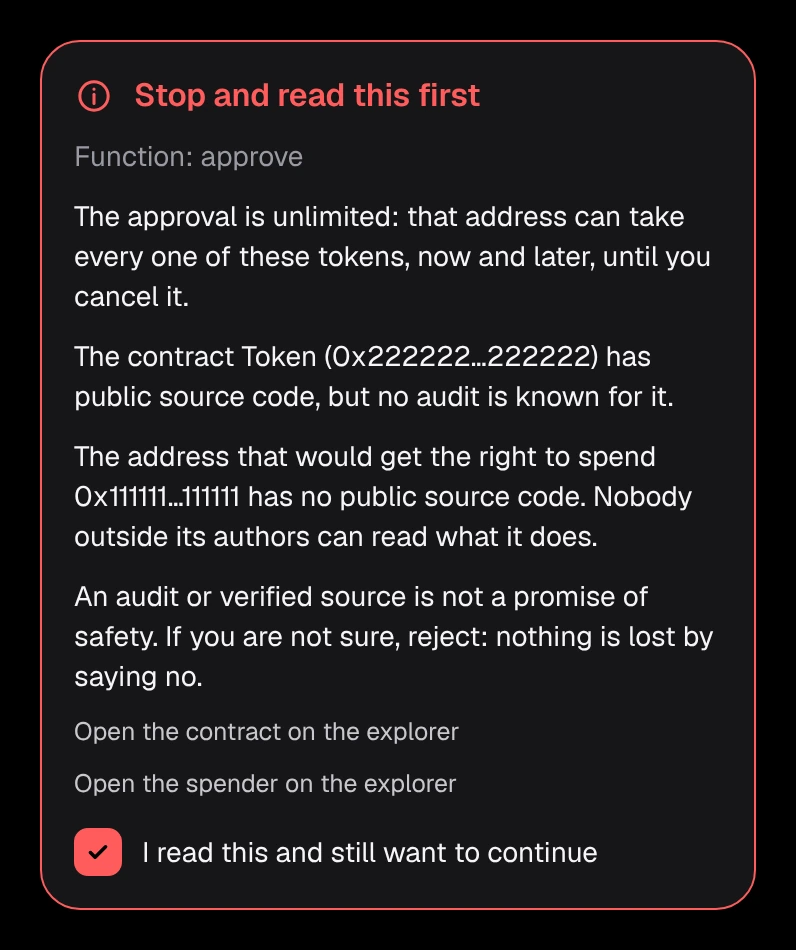 Stop and read this first
Function: approve
The approval is unlimited: that address can take
every one of these tokens, now and later, until you
cancel it.
The contract Token (0x222222…222222) has
public source code, but no audit is known for it.
The address that would get the right to spend
0x111111…111111 has no public source code. Nobody
outside its authors can read what it does.
An audit or verified source is not a promise of
safety. If you are not sure, reject: nothing is lost by
saying no.
Open the contract on the explorer
Open the spender on the explorer
I read this and still want to continue